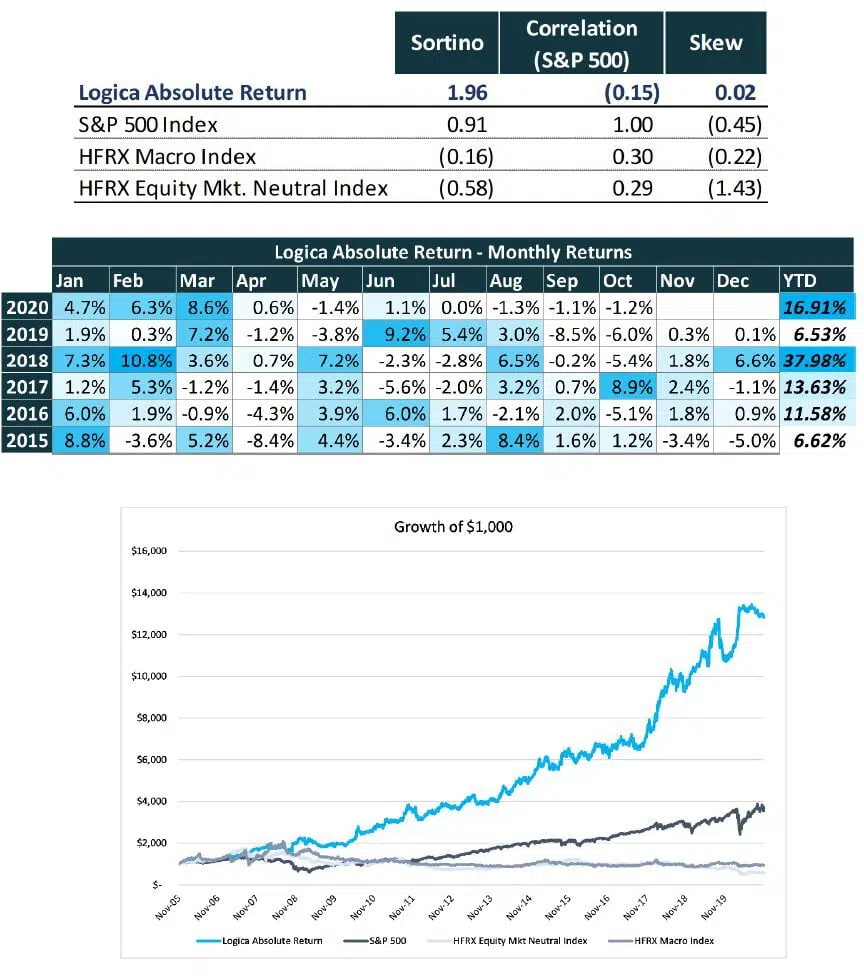 Sortino Correlation (S&P 500) Skew
Logica Absolute Return 1.96 (0.15) 0.02
S&P 500 Index 0.91 1.00 (0.45)
HFRX Macro Index (0.16) 0.30 (0.22)
HFRX Equity Mkt. Neutral Index (0.58) 0.29 (1.43)
Logica Absolute Return - Monthly Returns
Jan Feb Mar Apr May Jun Jul Aug Sep Oct Nov Dec YTD
2020 4.7% 6.3% 8.6% 0.6% -1.4% 1.1% 0.0% -1.3% -1.1% -1.2% 16.91%
2019 1.9% 0.3% 7.2% -1.2% -3.8% 9.2% 5.4% 3.0% -8.5% -6.0% 0.3% 0.1% 6.53%
2018 7.3% 10.8% 3.6% 0.7% 7.2% -2.3% -2.8% 6.5% -0.2% -5.4% 1.8% 6.6% 37.98%
2017 1.2% 5.3% -1.2% -1.4% 3.2% -5.6% -2.0% 3.2% 0.7% 8.9% 2.4% -1.1% 13.63%
2016 6.0% 1.9% -0.9% -4.3% 3.9% 6.0% 1.7% -2.1% 2.0% -5.1% 1.8% 0.9% 11.58%
2015 8.8% -3.6% 5.2% -8.4% 4.4% -3.4% 2.3% 8.4% 1.6% 1.2% -3.4% -5.0% 6.62%
Growth of $1,000
$16,000
$14,000
$12,000
$10,000
$8,000
$6,000
$4,000
$2,000
$-
Nov-05 Nov-06 Nov-07 Nov-08 Nov-09 Nov-10 Nov-11 Nov-12 Nov-13 Nov-14 Nov-15 Nov-16 Nov-17 Nov-18 Nov-19
Logica Absolute Return S&P 500 HFRX Equity Mkt Neutral Index HFRX Macro Index